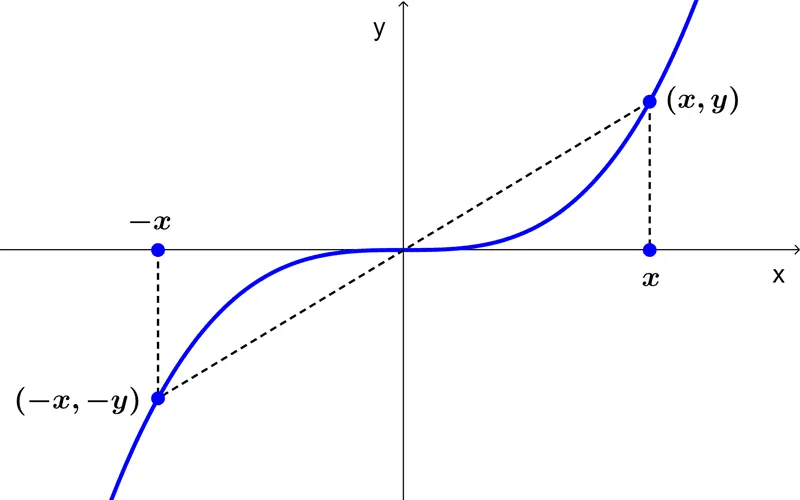 y
(x, y)
−x
x
x
(−x, −y)